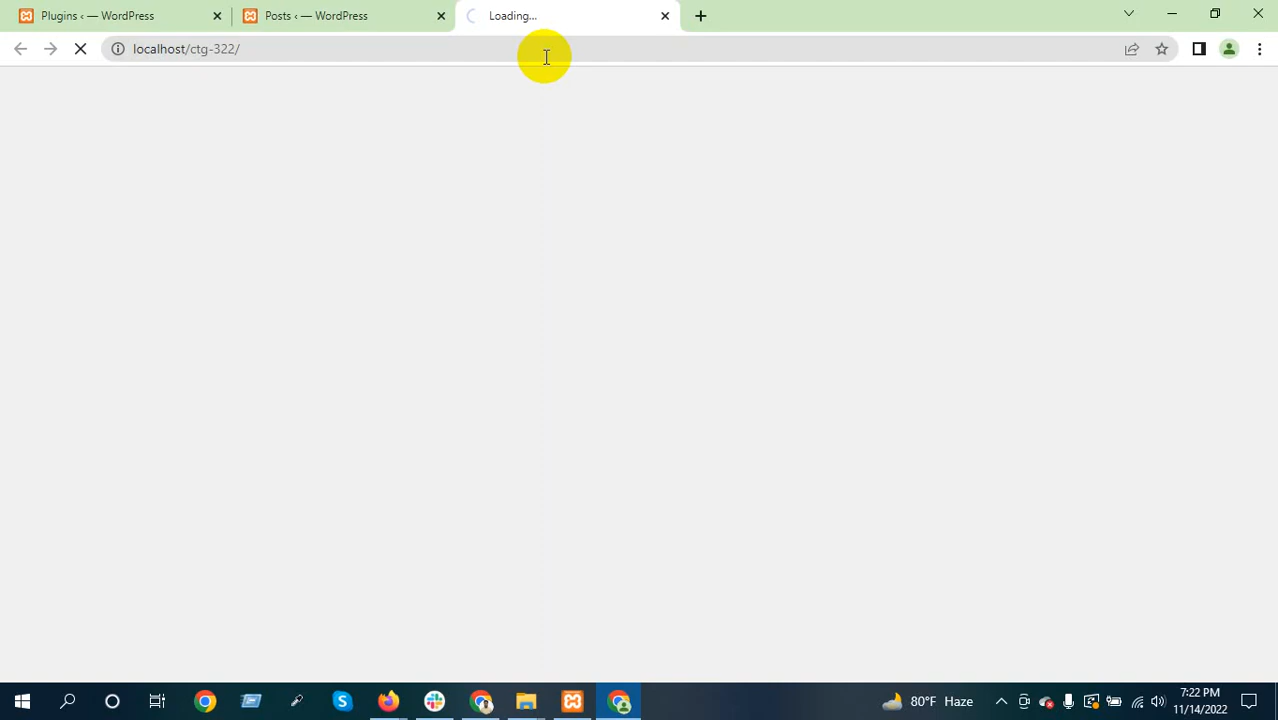 Plugins ‹ — WordPress
Posts ‹ — WordPress
Loading...
localhost/ctg-322/
80°F Haze
7:22 PM
11/14/2022